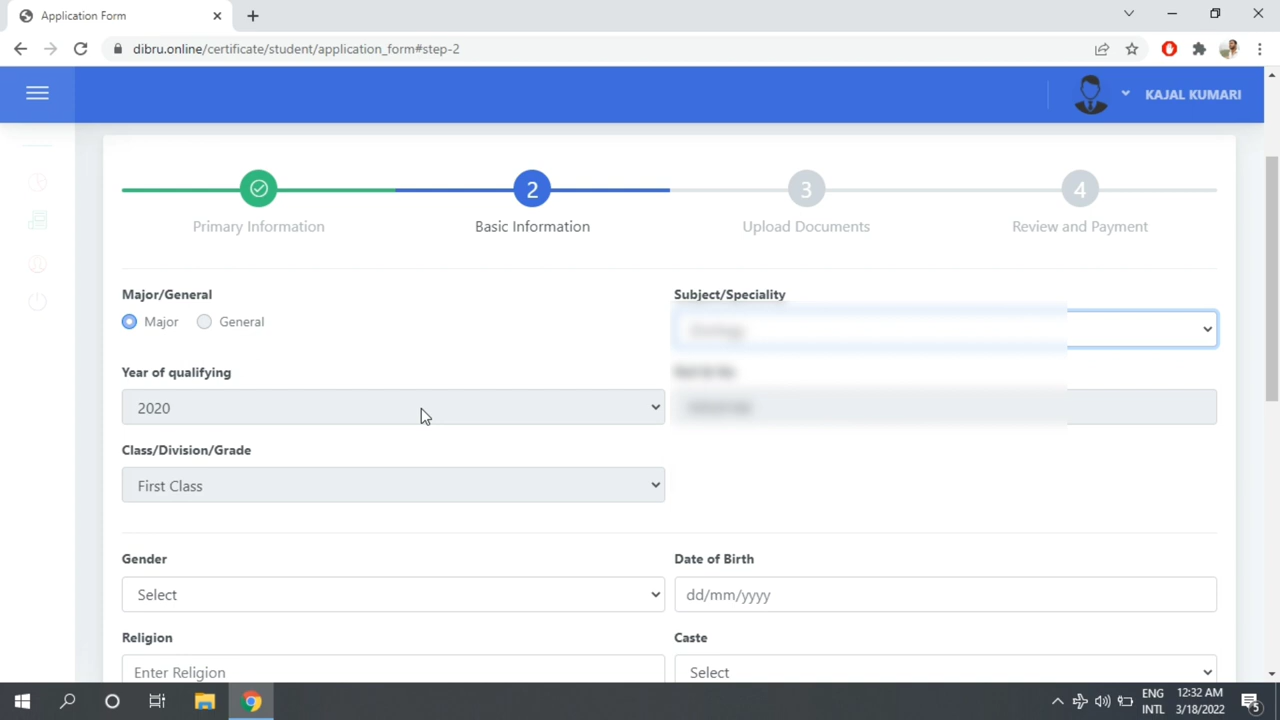 Application Form
dibru.online/certificate/student/application_form#step-2
KAJAL KUMARI
2 3 4
Primary Information Basic Information Upload Documents Review and Payment
Major/General Subject/Speciality
Major General
Year of qualifying
2020
Class/Division/Grade
First Class
Gender Date of Birth
Select dd/mm/yyyy
Religion Caste
Enter Religion Select
ENG 12:32 AM
INTL 3/18/2022 5